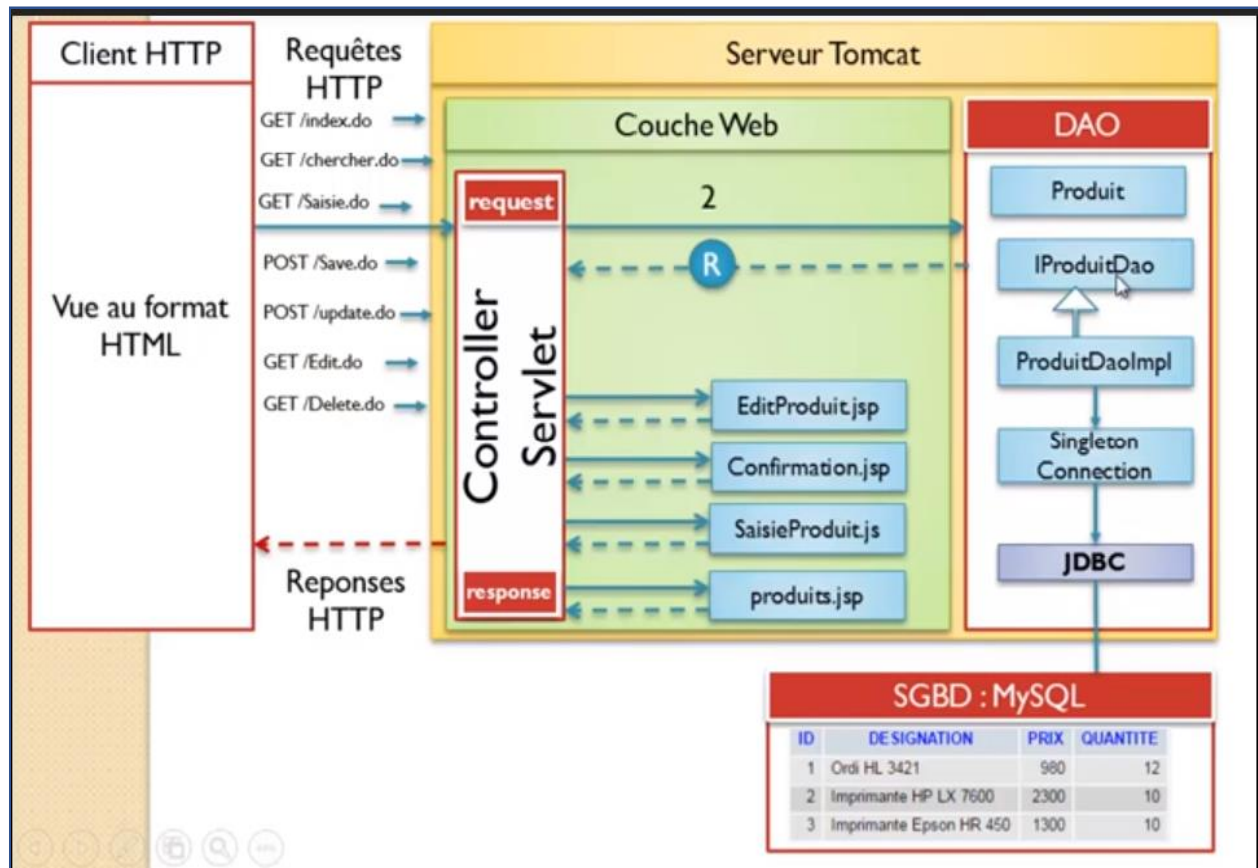 Client HTTP
Vue au format
HTML
Requêtes
HTTP
GET /index.do
GET /chercher.do
GET /Saisie.do
POST /Save.do
POST /update.do
GET /Edit.do
GET /Delete.do
Reponses
HTTP
Serveur Tomcat
Couche Web
request
2
R
Controller
Servlet
EditProduit.jsp
Confirmation.jsp
SaisieProduit.js
produits.jsp
response
DAO
Produit
IProduitDao
ProduitDaoImpl
Singleton
Connection
JDBC
SGBD : MySQL
ID DESIGNATION PRIX QUANTITE
1 Ordi HL 3421 980 12
2 Imprimante HP LX 7600 2300 10
3 Imprimante Epson HR 450 1300 10